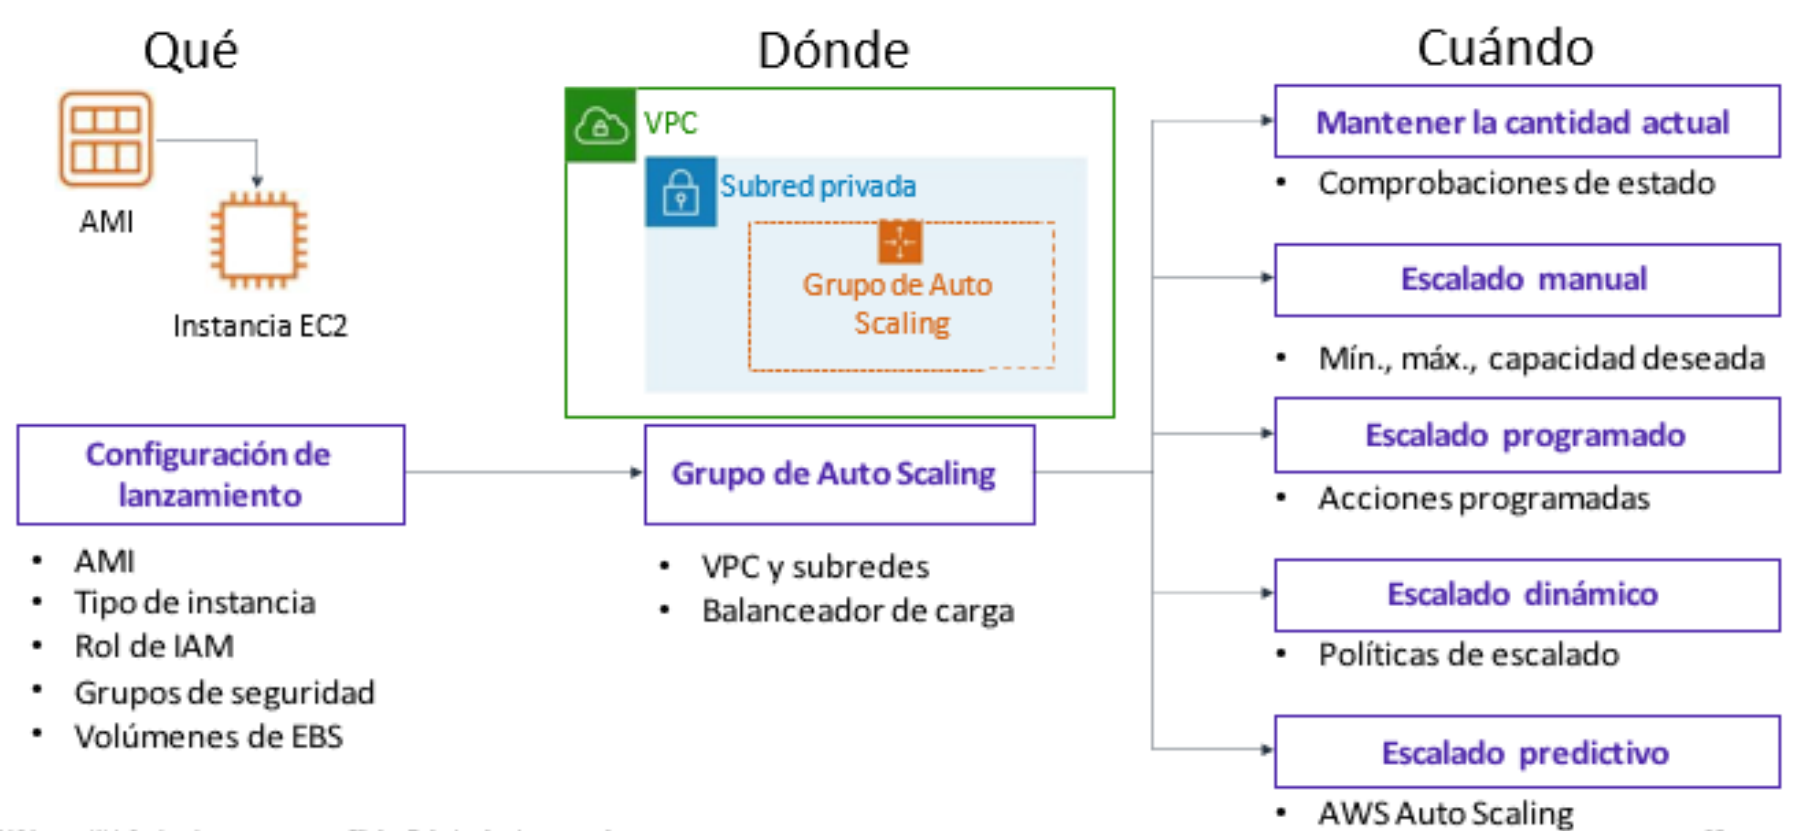 Qué
AMI
Instancia EC2
Configuración de
lanzamiento
• AMI
• Tipo de instancia
• Rol de IAM
• Grupos de seguridad
• Volúmenes de EBS
Dónde
VPC
Subred privada
Grupo de Auto
Scaling
Grupo de Auto Scaling
• VPC y subredes
• Balanceador de carga
Cuándo
Mantener la cantidad actual
• Comprobaciones de estado
Escalado manual
• Mín., máx., capacidad deseada
Escalado programado
• Acciones programadas
Escalado dinámico
• Políticas de escalado
Escalado predictivo
• AWS Auto Scaling